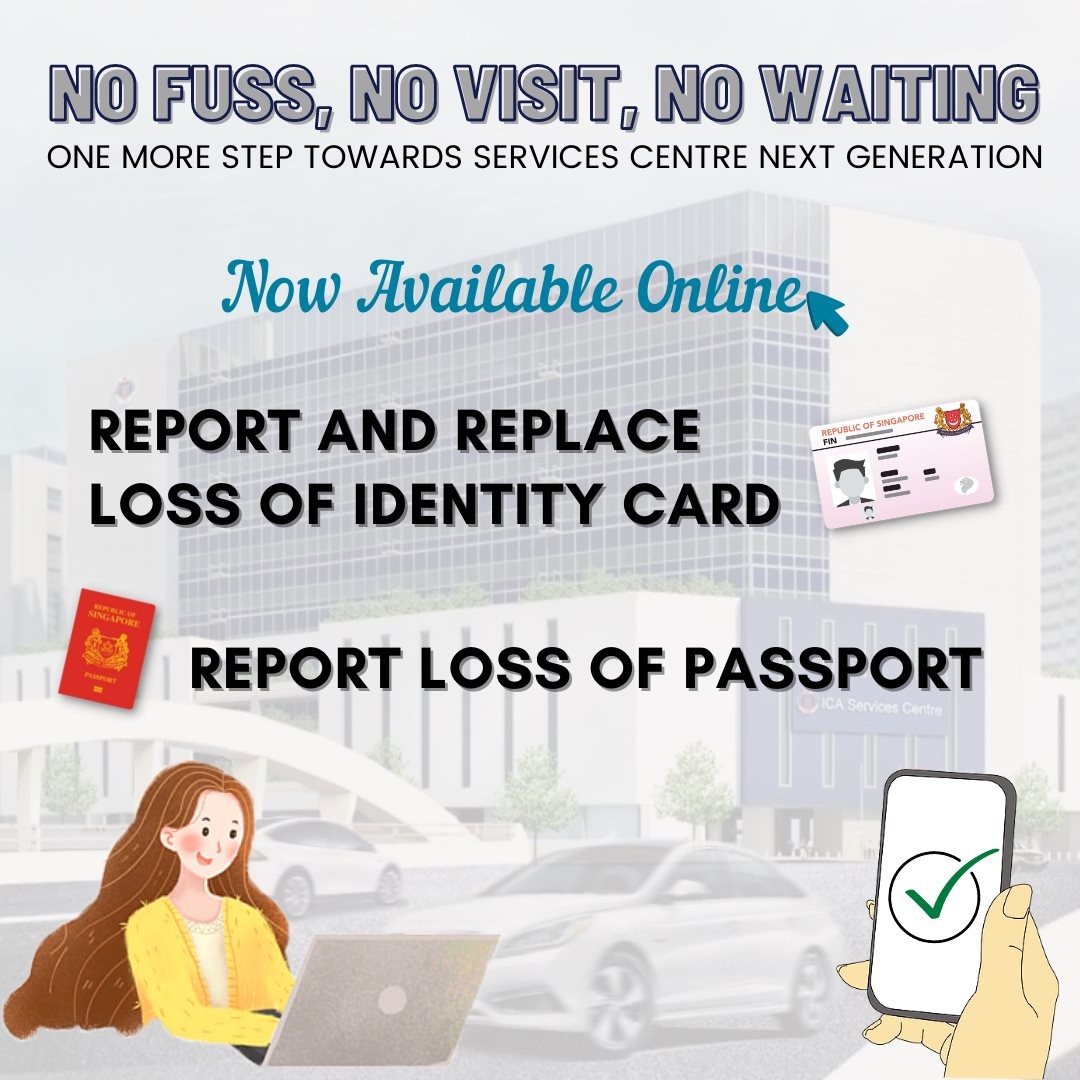 NO FUSS, NO VISIT, NO WAITING
ONE MORE STEP TOWARDS SERVICES CENTRE NEXT GENERATION
Now Available Online
REPORT AND REPLACE
LOSS OF IDENTITY CARD
REPUBLIC OF SINGAPORE
FIN
REPUBLIC OF
SINGAPORE
PASSPORT
REPORT LOSS OF PASSPORT
ICA Services Centre